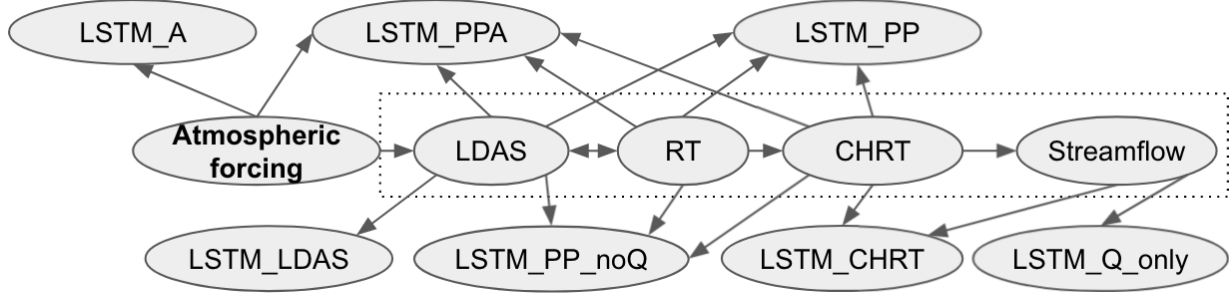 LSTM_A
LSTM_PPA
LSTM_PP
Atmospheric
forcing
LDAS
RT
CHRT
Streamflow
LSTM_LDAS
LSTM_PP_noQ
LSTM_CHRT
LSTM_Q_only